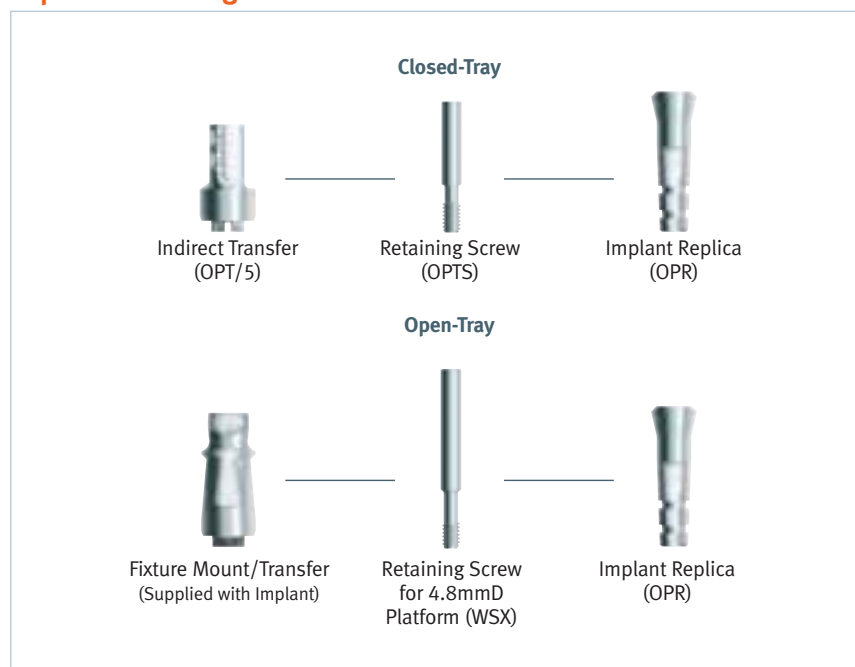 Closed-Tray
Indirect Transfer
(OPT/5)
Retaining Screw
(OPTS)
Implant Replica
(OPR)
Open-Tray
Fixture Mount/Transfer
(Supplied with Implant)
Retaining Screw
for 4.8mmD
Platform (WSX)
Implant Replica
(OPR)